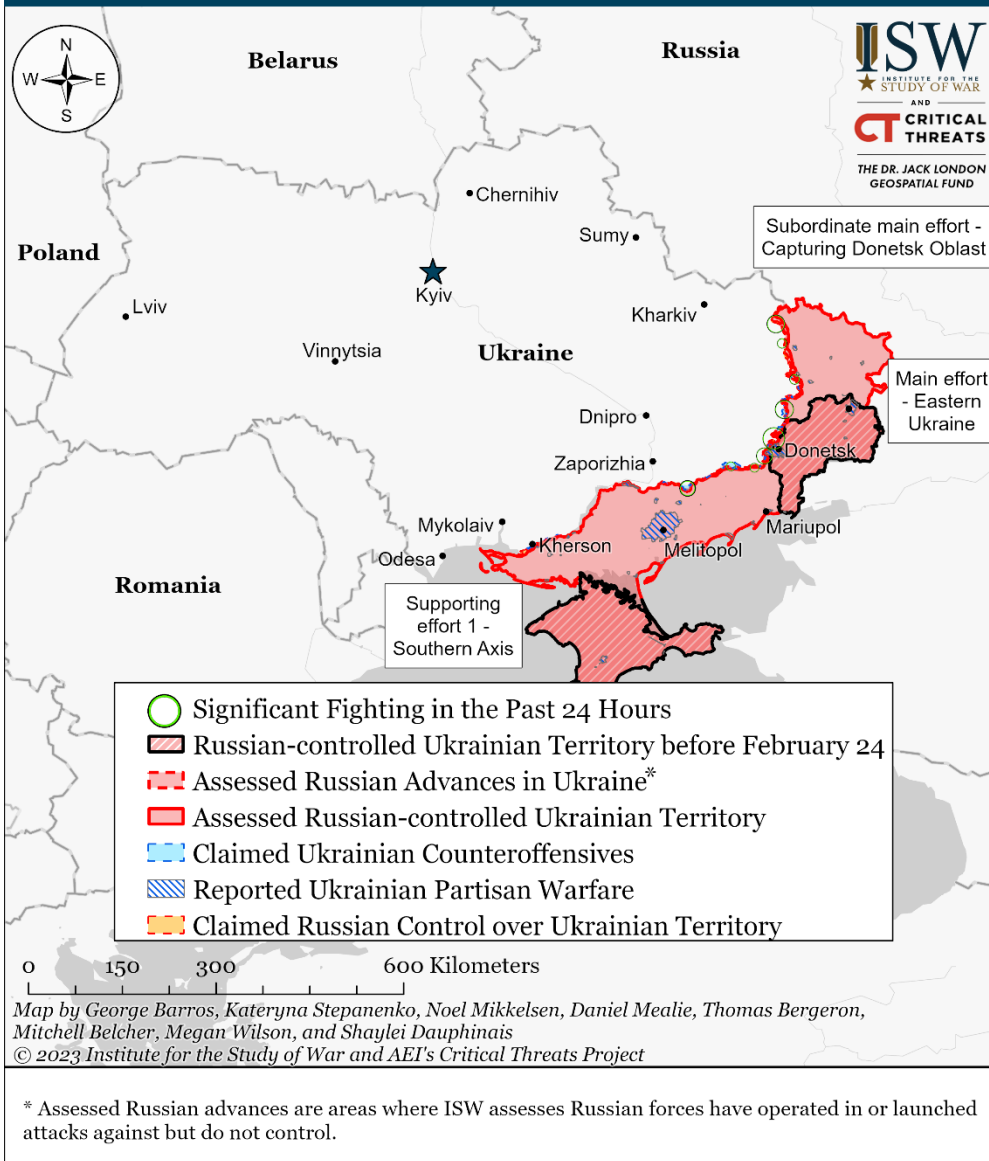 N
W E
S
Belarus
Russia
ISW
INSTITUTE FOR THE
STUDY OF WAR
AND
CT CRITICAL
THREATS
THE DR. JACK LONDON
GEOSPATIAL FUND
Chernihiv
Sumy
Subordinate main effort -
Capturing Donetsk Oblast
Poland
Kyiv
Lviv
Kharkiv
Vinnytsia
Ukraine
Main effort
- Eastern
Ukraine
Dnipro
Donetsk
Zaporizhia
Mykolaiv
Mariupol
Kherson
Melitopol
Odesa
Romania
Supporting
effort 1 -
Southern Axis
Significant Fighting in the Past 24 Hours
Russian-controlled Ukrainian Territory before February 24
Assessed Russian Advances in Ukraine*
Assessed Russian-controlled Ukrainian Territory
Claimed Ukrainian Counteroffensives
Reported Ukrainian Partisan Warfare
Claimed Russian Control over Ukrainian Territory
0 150 300 600 Kilometers
Map by George Barros, Kateryna Stepanenko, Noel Mikkelsen, Daniel Mealie, Thomas Bergeron,
Mitchell Belcher, Megan Wilson, and Shaylei Dauphinais
© 2023 Institute for the Study of War and AEI's Critical Threats Project
* Assessed Russian advances are areas where ISW assesses Russian forces have operated in or launched
attacks against but do not control.